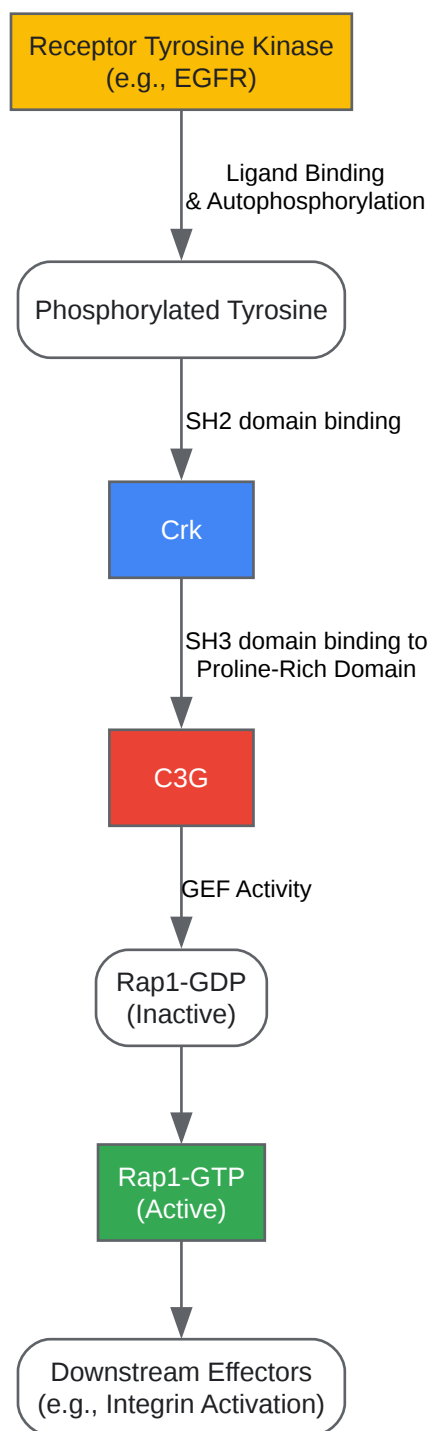 Receptor Tyrosine Kinase
(e.g., EGFR)
Ligand Binding
& Autophosphorylation
Phosphorylated Tyrosine
SH2 domain binding
Crk
SH3 domain binding to
Proline-Rich Domain
C3G
GEF Activity
Rap1-GDP
(Inactive)
Rap1-GTP
(Active)
Downstream Effectors
(e.g., Integrin Activation)